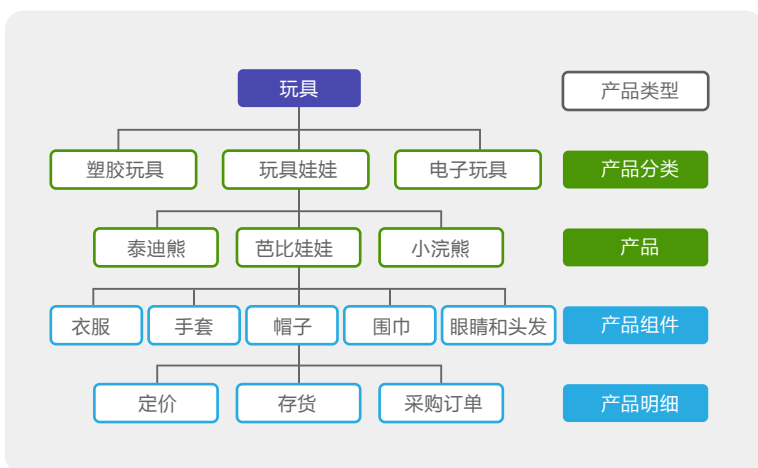 玩具
产品类型
塑胶玩具
玩具娃娃
电子玩具
产品分类
泰迪熊
芭比娃娃
小浣熊
产品
衣服
手套
帽子
围巾
眼睛和头发
产品组件
定价
存货
采购订单
产品明细